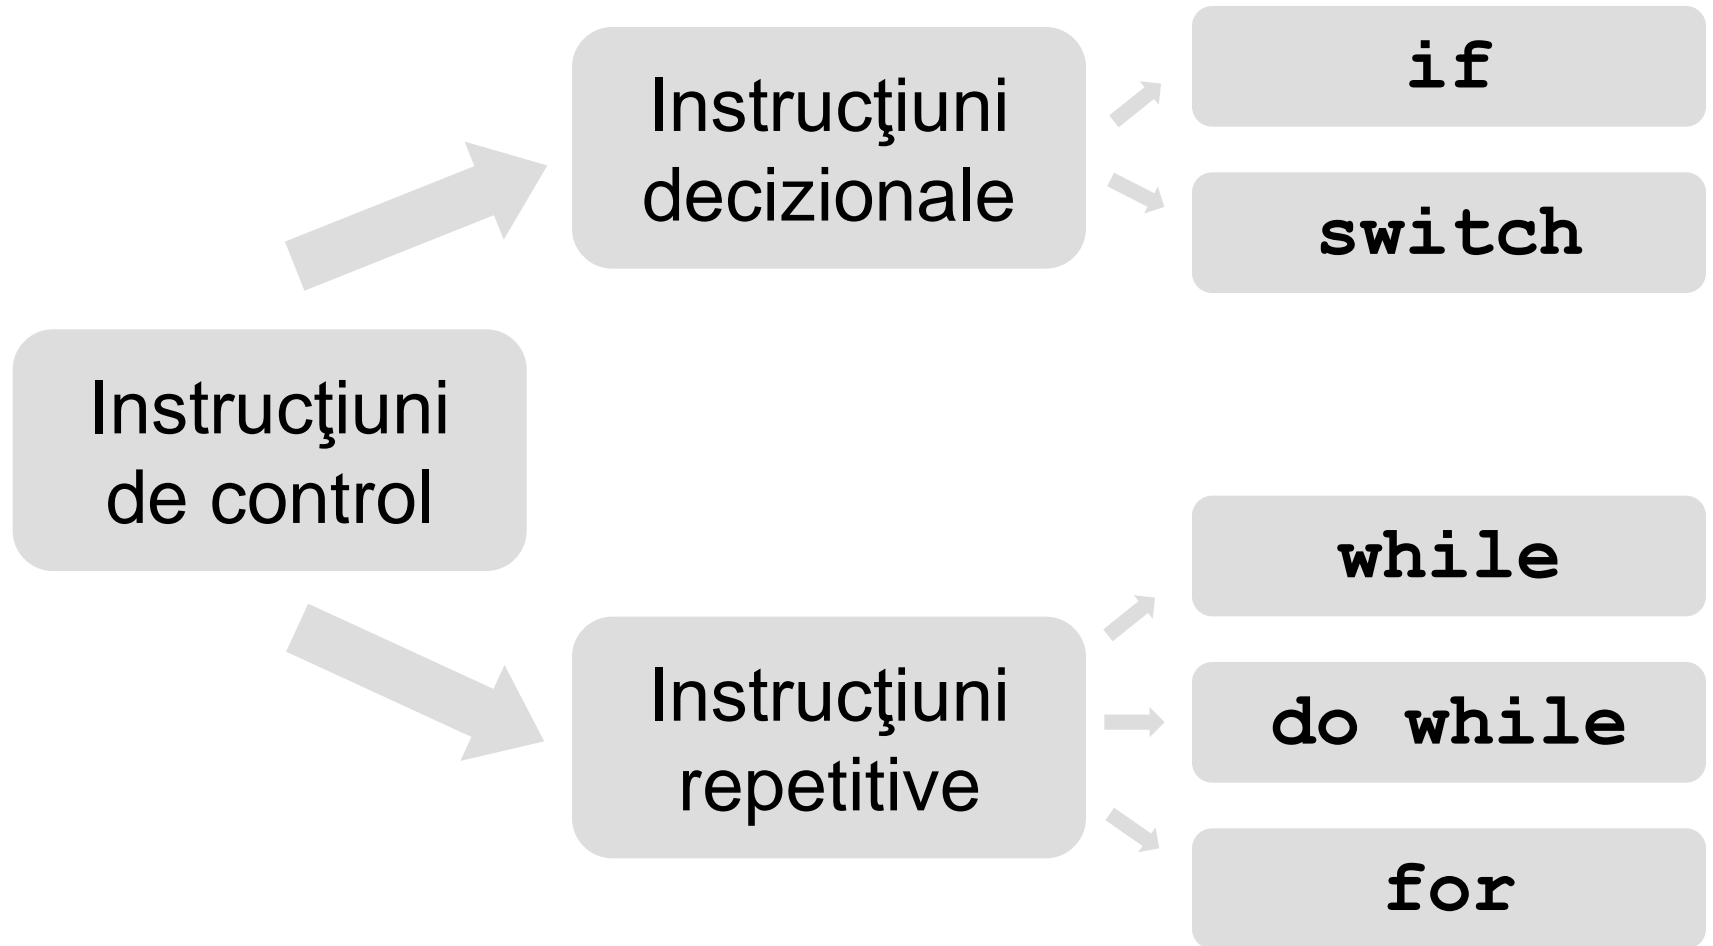 Instrucţiuni
de control
Instrucţiuni
decizionale
if
switch
Instrucţiuni
repetitive
while
do while
for